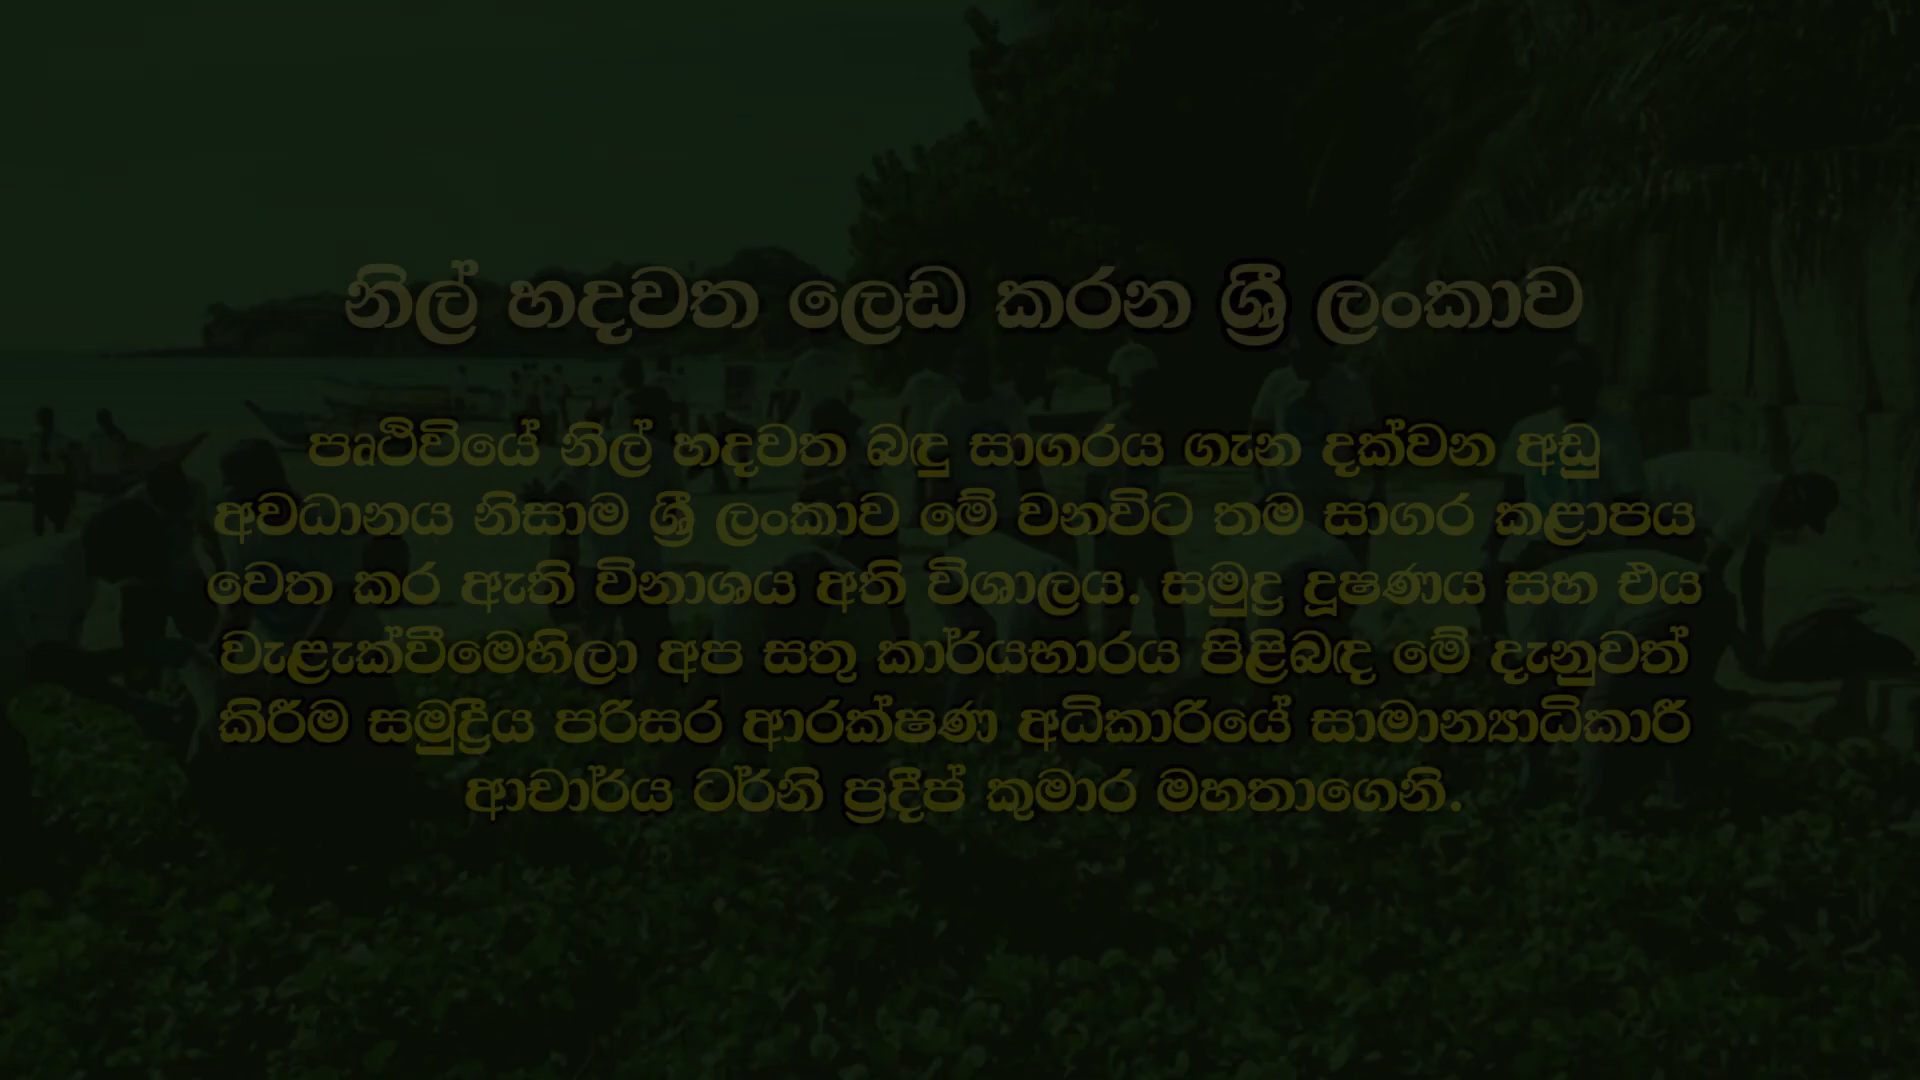 නිල් හදවත ලෙඩ කරන ශ්‍රී ලංකාව
පෘථිවියේ නිල් හදවත බඳු සාගරය ගැන දක්වන අඩු
අවධානය නිසාම ශ්‍රී ලංකාව මේ වනවිට තම සාගර කළාපය
වෙත කර ඇති විනාශය අති විශාලය. සමුද්‍ර දූෂණය සහ එය
වැළැක්වීමෙහිලා අප සතු කාර්යභාරය පිළිබඳ මේ දැනුවත්
කිරීම සමුද්‍රීය පරිසර ආරක්ෂණ අධිකාරියේ සාමාන්‍යාධිකාරී
ආචාර්ය ටර්නි ප්‍රදීප් කුමාර මහතාගෙනි.